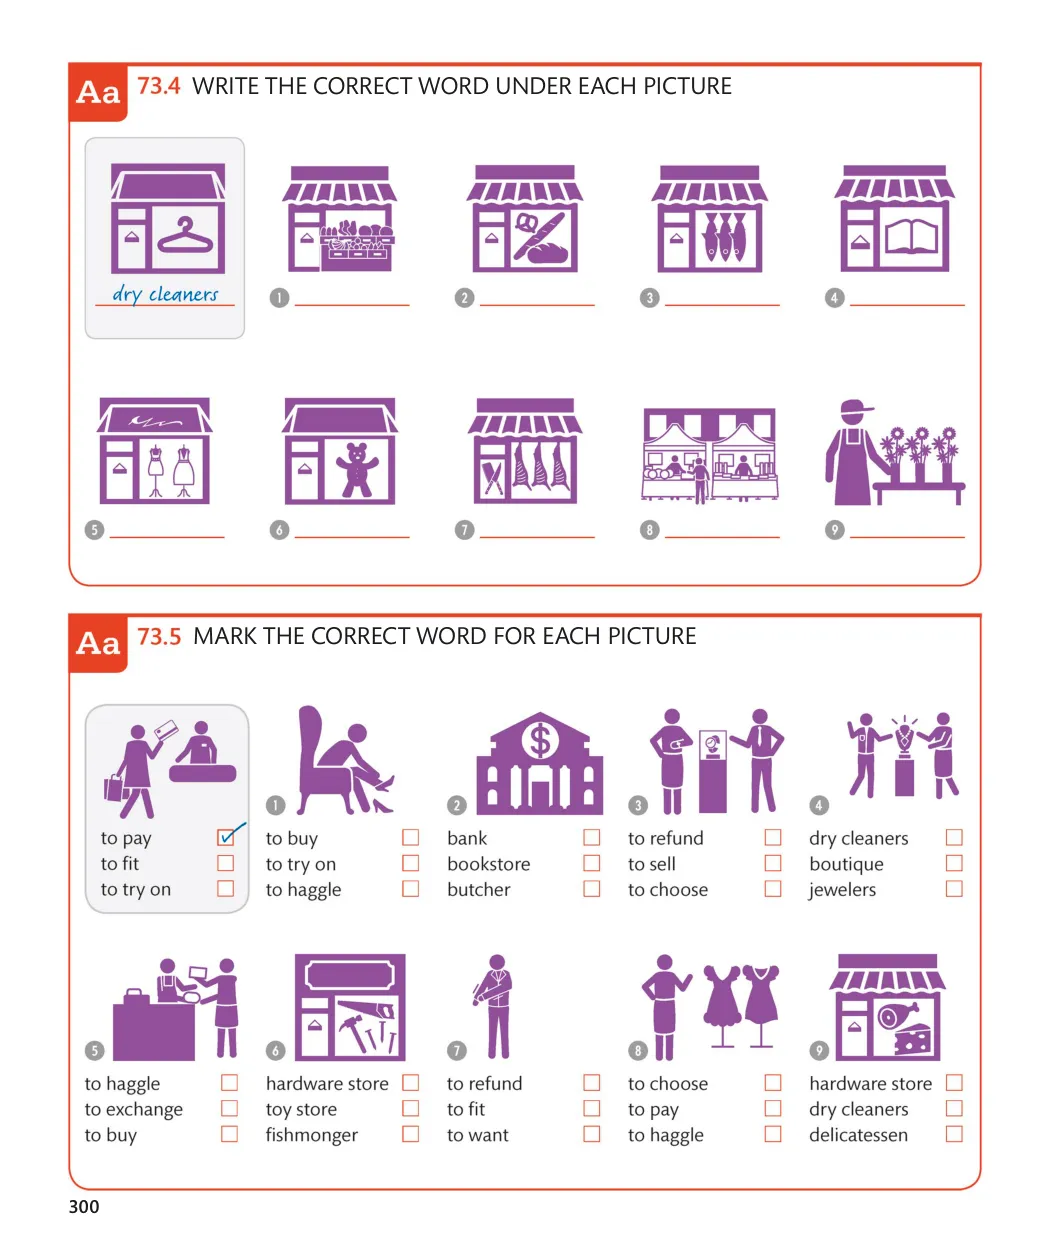 Aa 73.4 WRITE THE CORRECT WORD UNDER EACH PICTURE
dry cleaners
1
2
3
4
5
6
7
8
9
Aa 73.5 MARK THE CORRECT WORD FOR EACH PICTURE
to pay
to fit
to try on
1
to buy
to try on
to haggle
2
$
bank
bookstore
butcher
3
to refund
to sell
to choose
4
dry cleaners
boutique
jewelers
5
to haggle
to exchange
to buy
6
hardware store
toy store
fishmonger
7
to refund
to fit
to want
8
to choose
to pay
to haggle
9
hardware store
dry cleaners
delicatessen
300